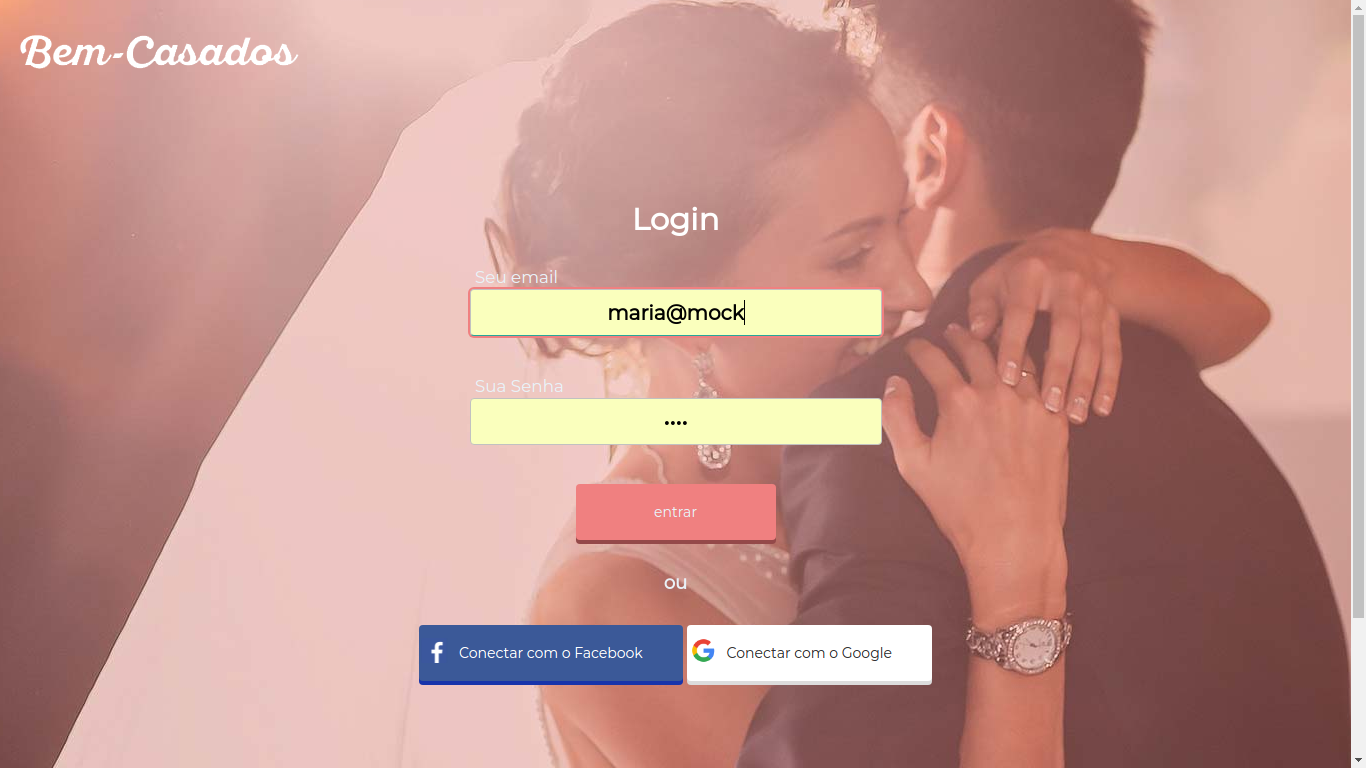 Bem-Casados
Login
Seu email
maria@mock
Sua Senha
••••
entrar
ou
Conectar com o Facebook
Conectar com o Google